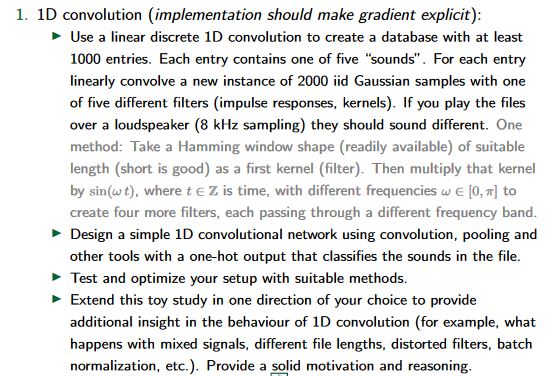 1. 1D convolution (implementation should make gradient explicit):
▶ Use a linear discrete 1D convolution to create a database with at least
1000 entries. Each entry contains one of five “sounds”. For each entry
linearly convolve a new instance of 2000 iid Gaussian samples with one
of five different filters (impulse responses, kernels). If you play the files
over a loudspeaker (8 kHz sampling) they should sound different. One
method: Take a Hamming window shape (readily available) of suitable
length (short is good) as a first kernel (filter). Then multiply that kernel
by sin(ωt), where t ∈ ℤ is time, with different frequencies ω ∈ [0, π] to
create four more filters, each passing through a different frequency band.
▶ Design a simple 1D convolutional network using convolution, pooling and
other tools with a one-hot output that classifies the sounds in the file.
▶ Test and optimize your setup with suitable methods.
▶ Extend this toy study in one direction of your choice to provide
additional insight in the behaviour of 1D convolution (for example, what
happens with mixed signals, different file lengths, distorted filters, batch
normalization, etc.). Provide a solid motivation and reasoning.